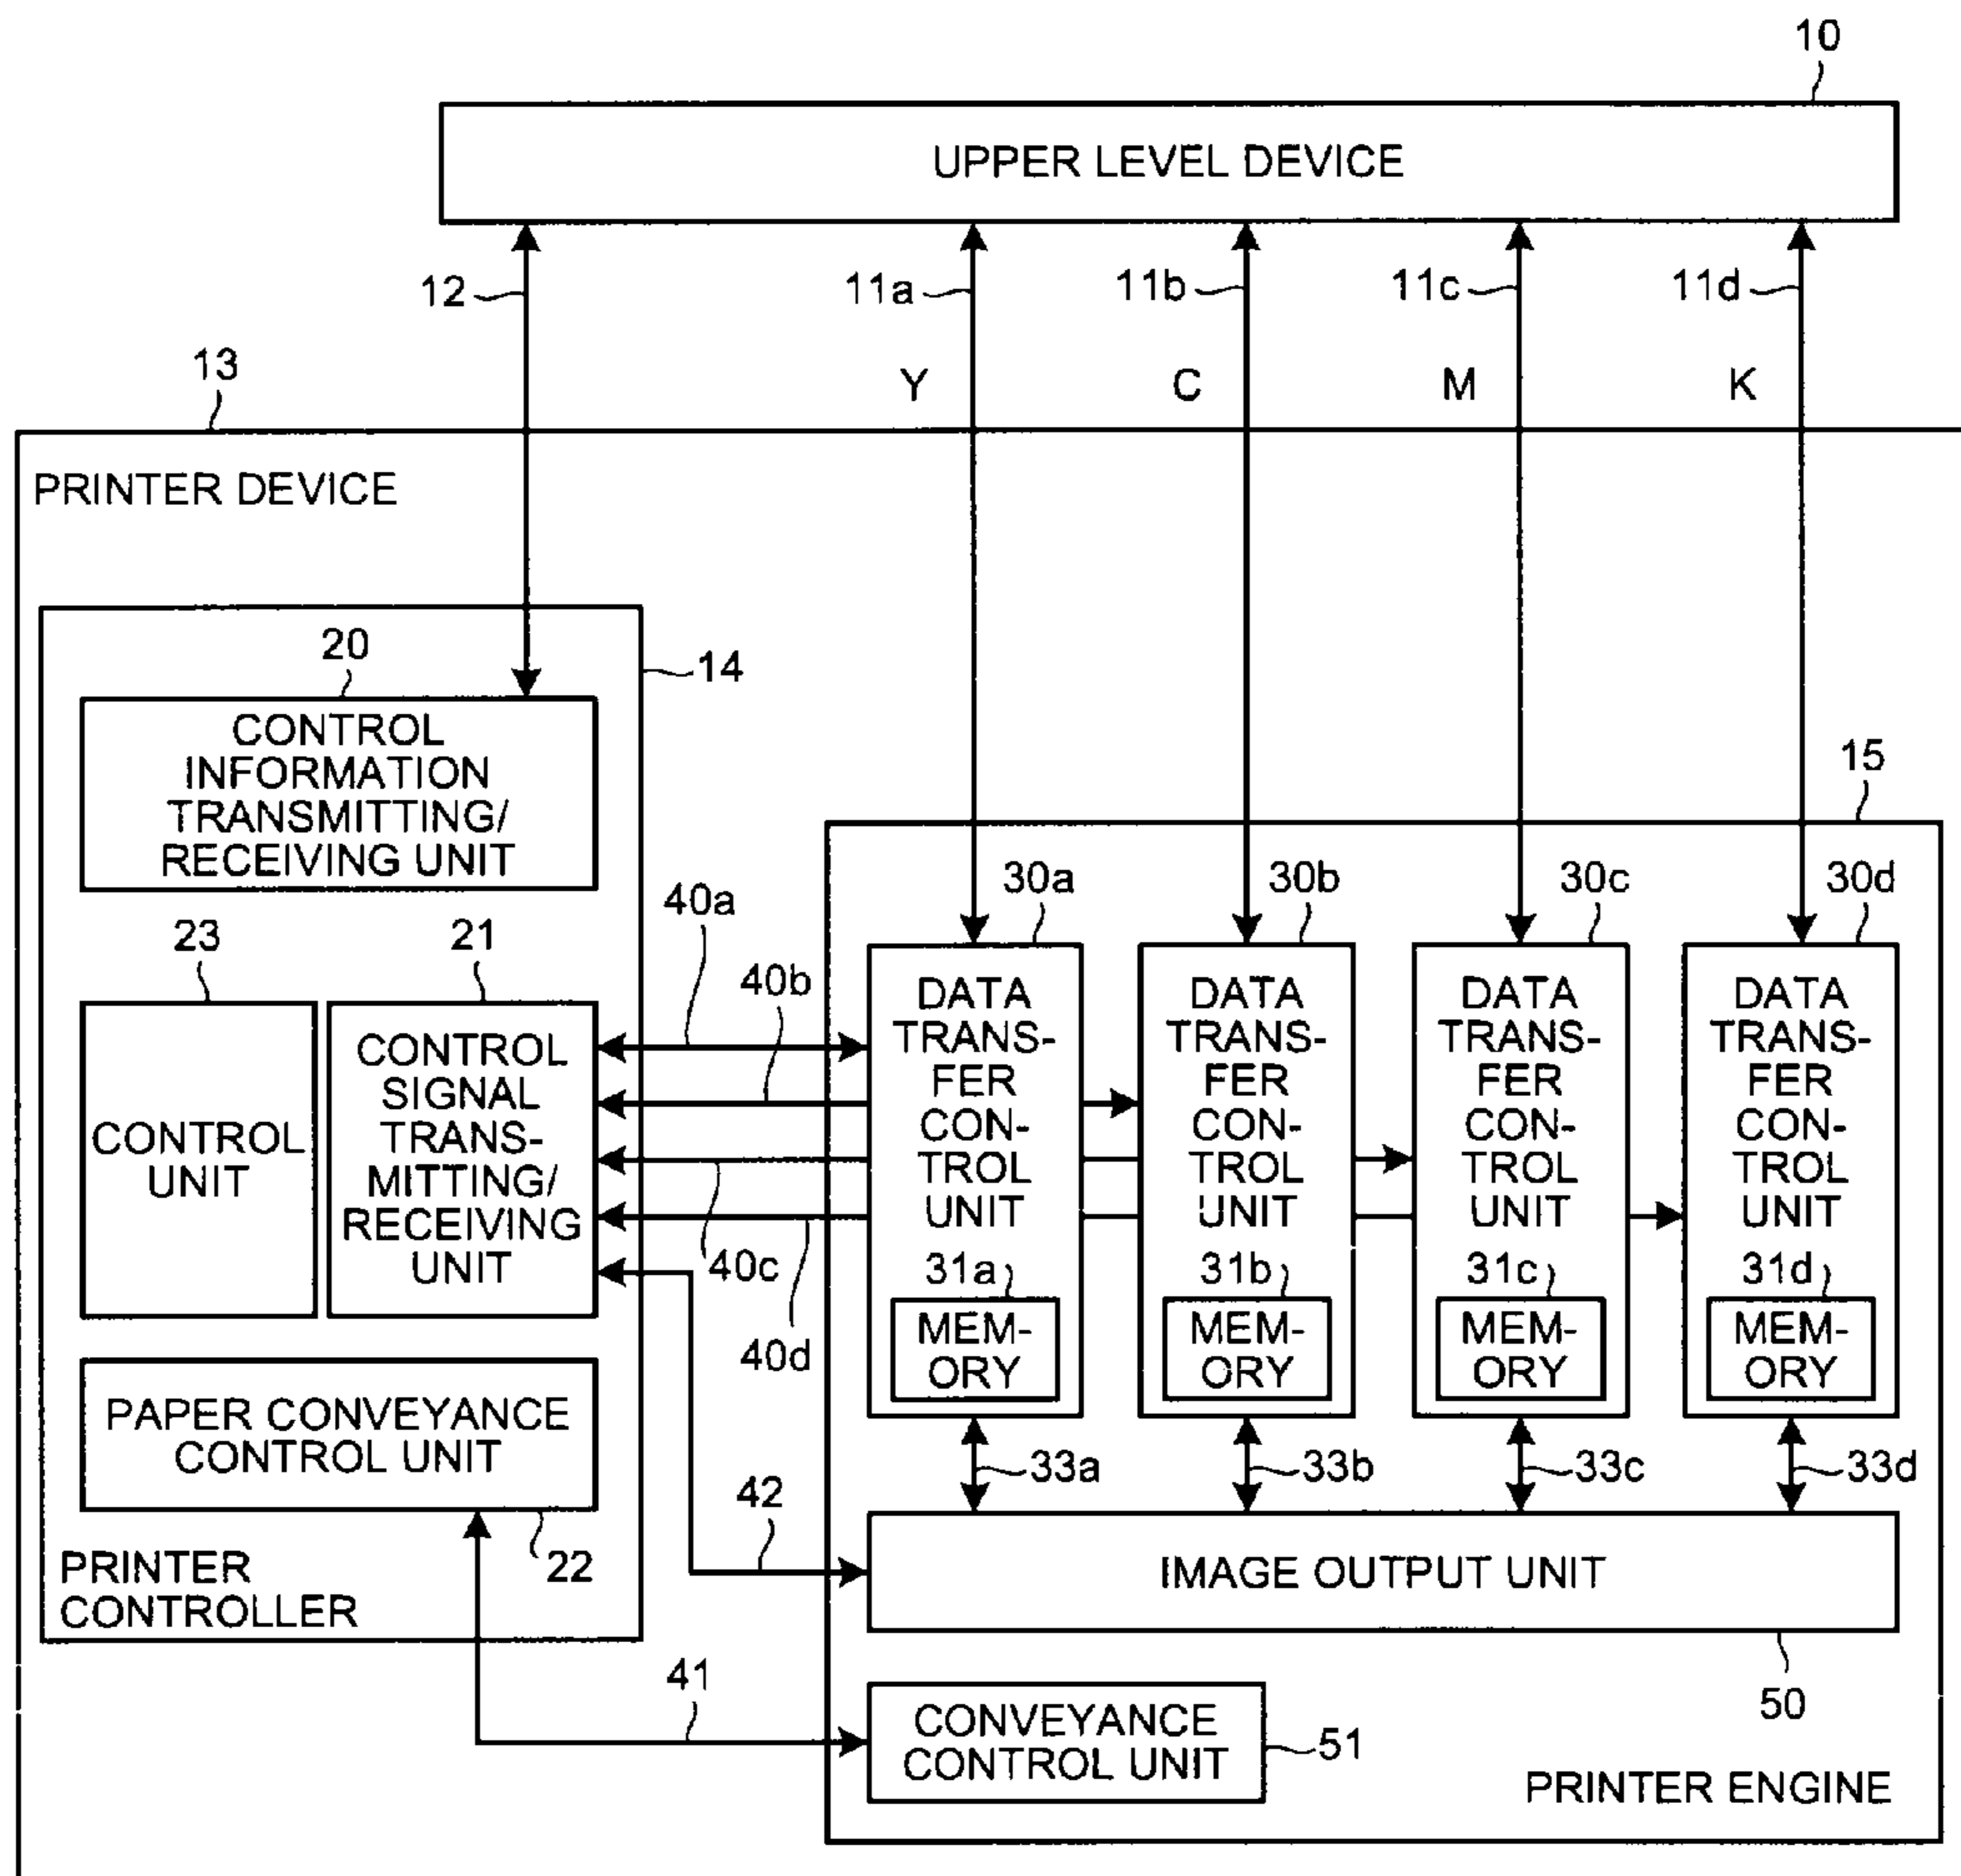 10
UPPER LEVEL DEVICE
12
11a
11b
11c
11d
13
Y
C
M
K
PRINTER DEVICE
20
14
CONTROL
INFORMATION
TRANSMITTING/
RECEIVING UNIT
15
23
21
40a
40b
30a
30b
30c
30d
CONTROL
UNIT
CONTROL
SIGNAL
TRANS-
MITTING/
RECEIVING
UNIT
DATA
TRANS-
FER
CON-
TROL
UNIT
DATA
TRANS-
FER
CON-
TROL
UNIT
DATA
TRANS-
FER
CON-
TROL
UNIT
DATA
TRANS-
FER
CON-
TROL
UNIT
40c
40d
31a
31b
31c
31d
MEM-
ORY
MEM-
ORY
MEM-
ORY
MEM-
ORY
PAPER CONVEYANCE
CONTROL UNIT
33a
33b
33c
33d
42
22
PRINTER
CONTROLLER
IMAGE OUTPUT UNIT
41
50
CONVEYANCE
CONTROL UNIT
51
PRINTER ENGINE